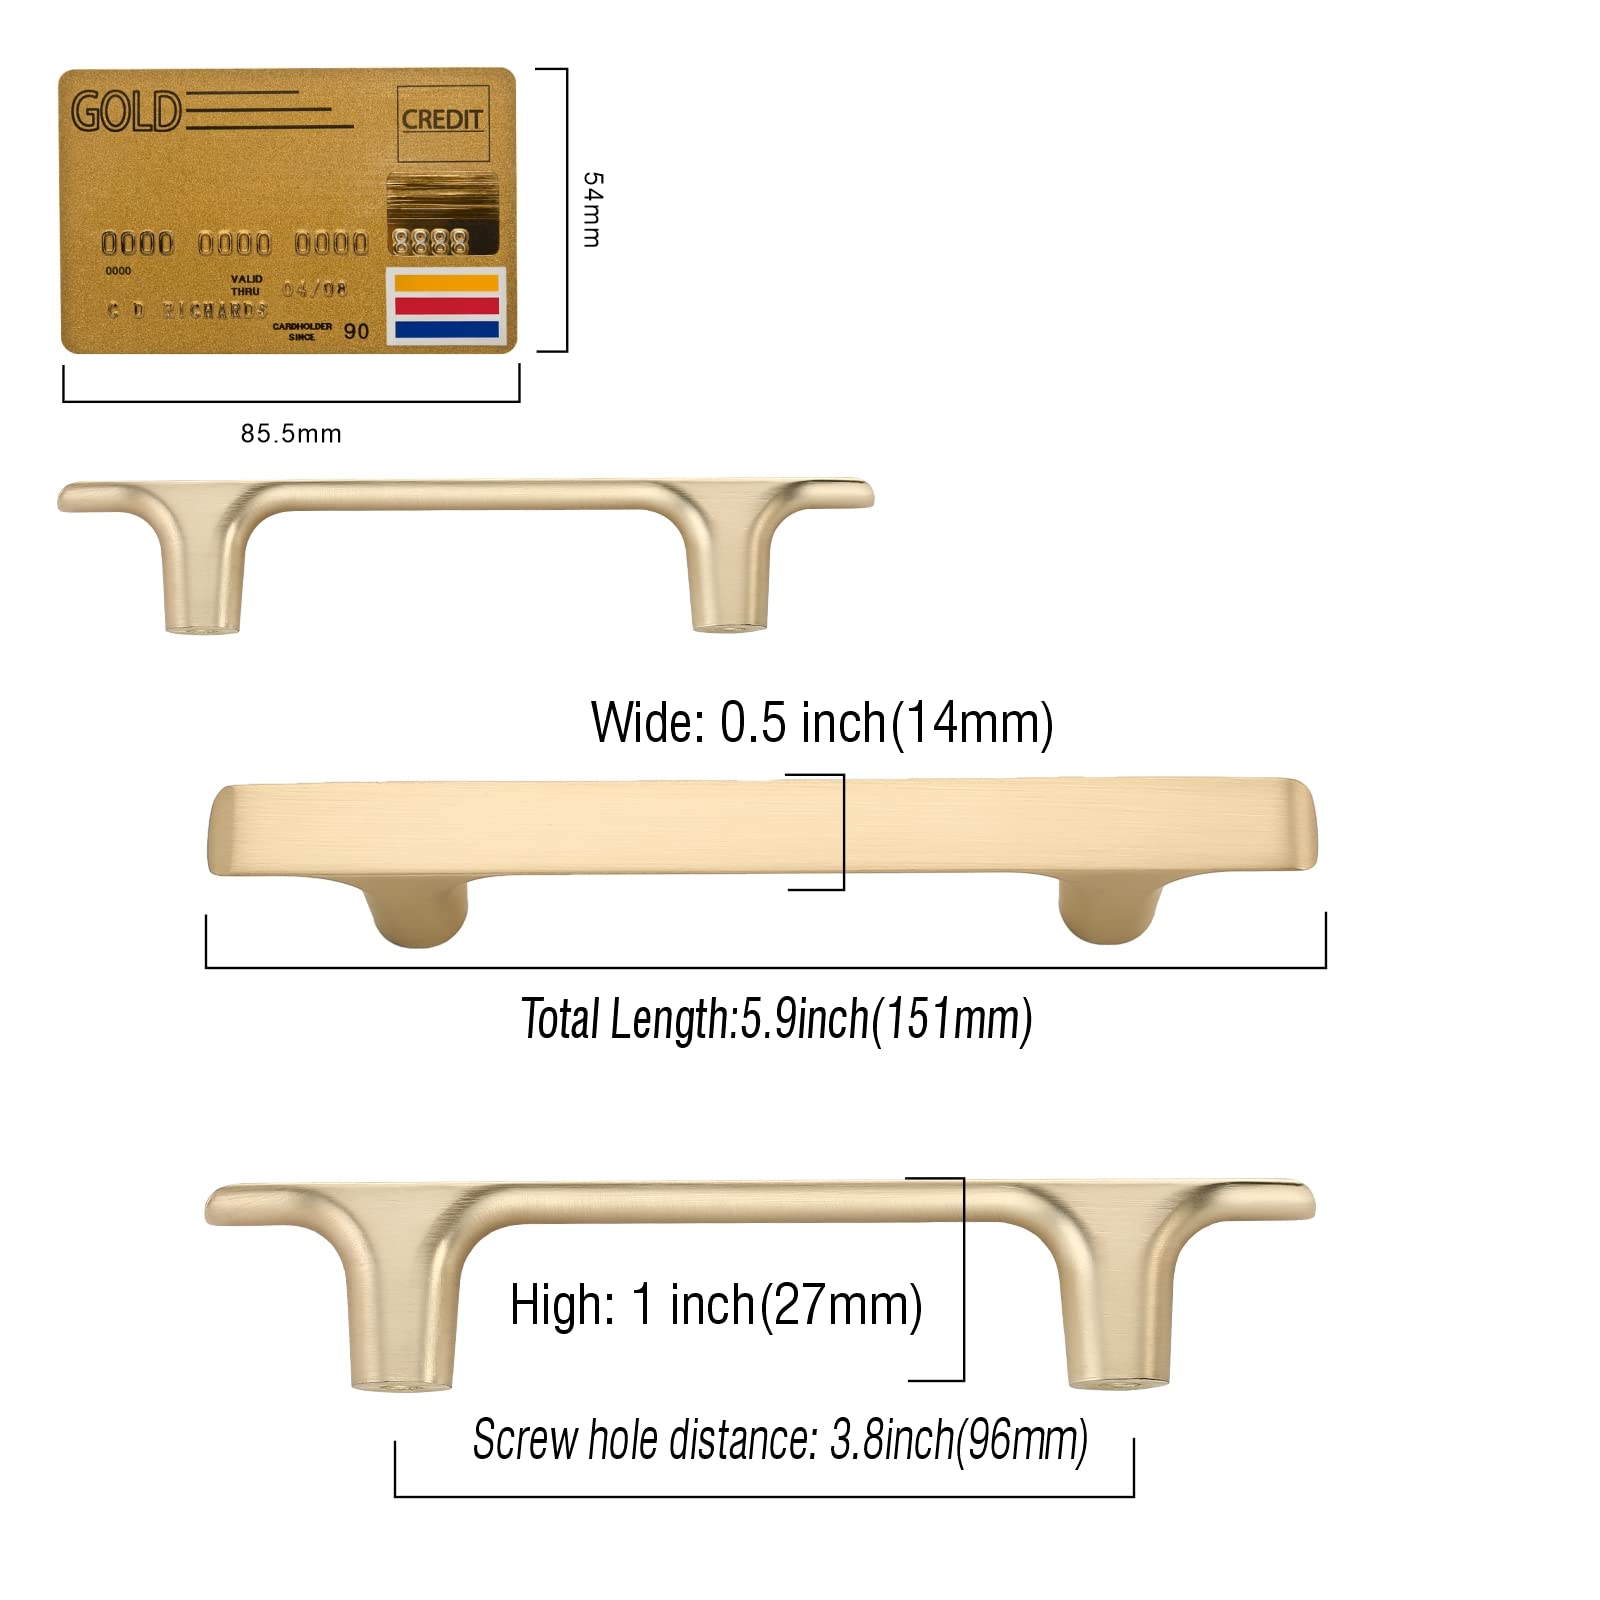 GOLD
CREDIT
0000 0000 0000 8888
0000
VALID
THRU 04/08
C D RICHARDS
CARDHOLDER
SINCE 90
54mm
85.5mm
Wide: 0.5 inch(14mm)
Total Length:5.9inch(151mm)
High: 1 inch(27mm)
Screw hole distance: 3.8inch(96mm)